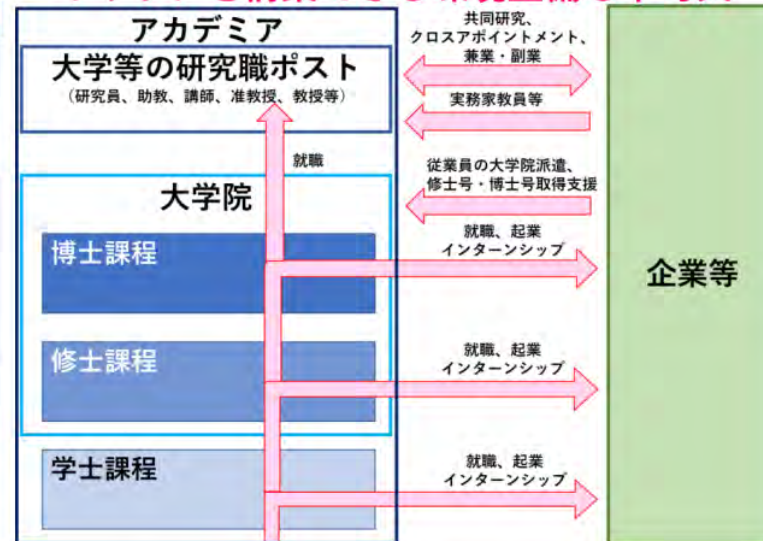 アカデミア
大学等の研究職ポスト
（研究員、助教、講師、准教授、教授等）
就職
大学院
博士課程
修士課程
学士課程
共同研究、
クロスアポイントメント、
兼業・副業
実務家教員等
従業員の大学院派遣、
修士号・博士号取得支援
就職、起業
インターンシップ
就職、起業
インターンシップ
就職、起業
インターンシップ
企業等